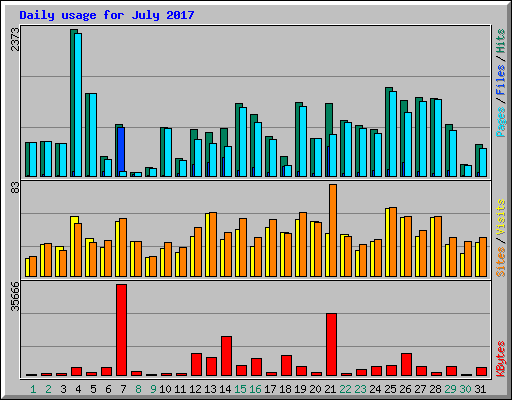 Daily usage for July 2017
2373
Pages / Files / Hits
83
Sites / Visits
35666
KBytes
1 2 3 4 5 6 7 8 9 10 11 12 13 14 15 16 17 18 19 20 21 22 23 24 25 26 27 28 29 30 31